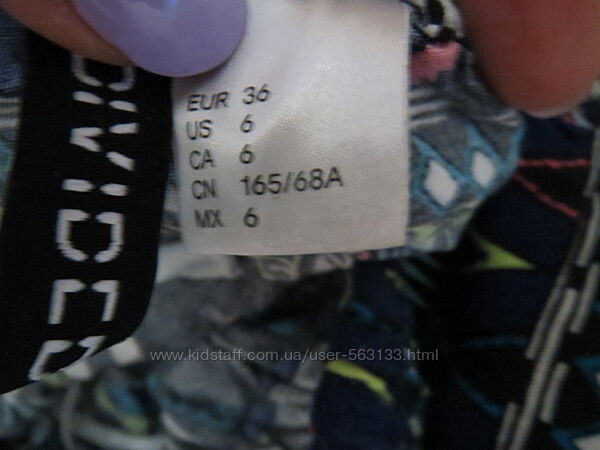 DIVIDED
EUR 36
US 6
CA 6
CN 165/68A
MX 6
www.kidstaff.com.ua/user-563133.html